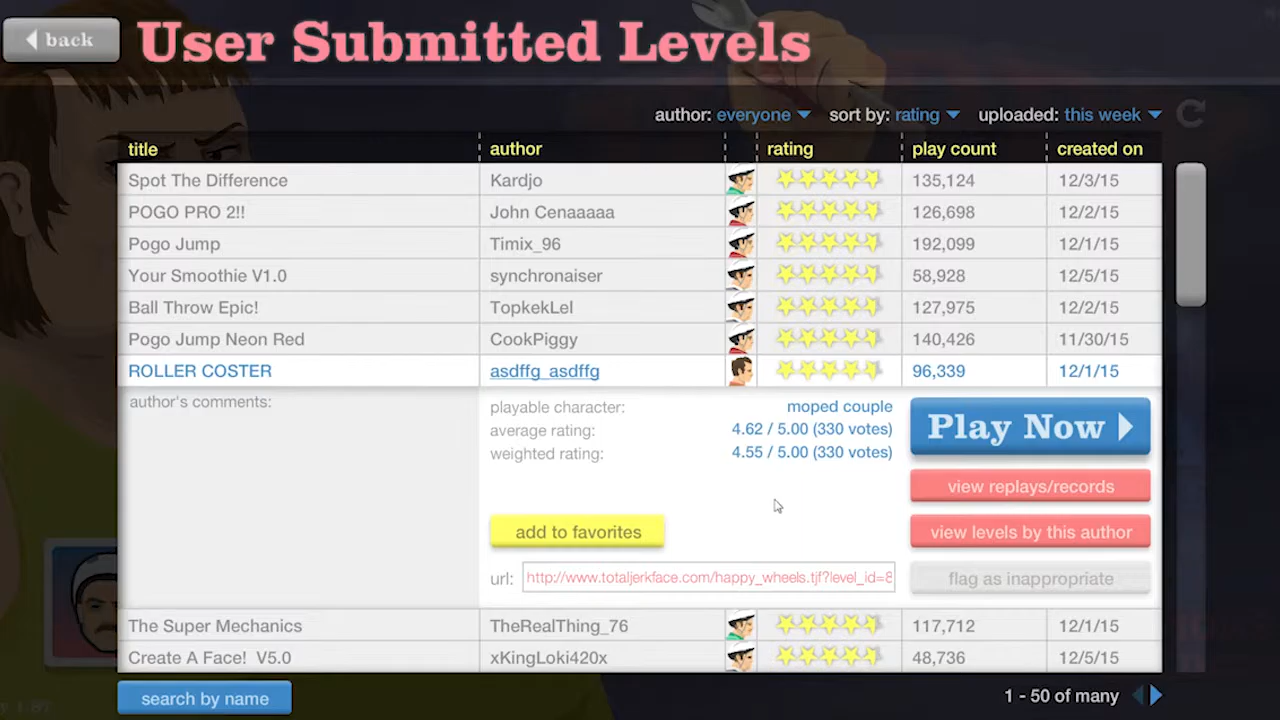 back
User Submitted Levels
author: everyone sort by: rating uploaded: this week
title author rating play count created on
Spot The Difference Kardjo 135,124 12/3/15
POGO PRO 2!! John Cenaaaaa 126,698 12/2/15
Pogo Jump Timix_96 192,099 12/1/15
Your Smoothie V1.0 synchronaiser 58,928 12/5/15
Ball Throw Epic! TopkekLel 127,975 12/2/15
Pogo Jump Neon Red CookPiggy 140,426 11/30/15
ROLLER COSTER asdffg_asdffg 96,339 12/1/15
author's comments:
playable character: moped couple
average rating: 4.62 / 5.00 (330 votes)
weighted rating: 4.55 / 5.00 (330 votes)
Play Now
view replays/records
add to favorites
view levels by this author
url: http://www.totaljerkface.com/happy_wheels.tjf?level_id=8
flag as inappropriate
The Super Mechanics TheRealThing_76 117,712 12/1/15
Create A Face! V5.0 xKingLoki420x 48,736 12/5/15
search by name
1 - 50 of many